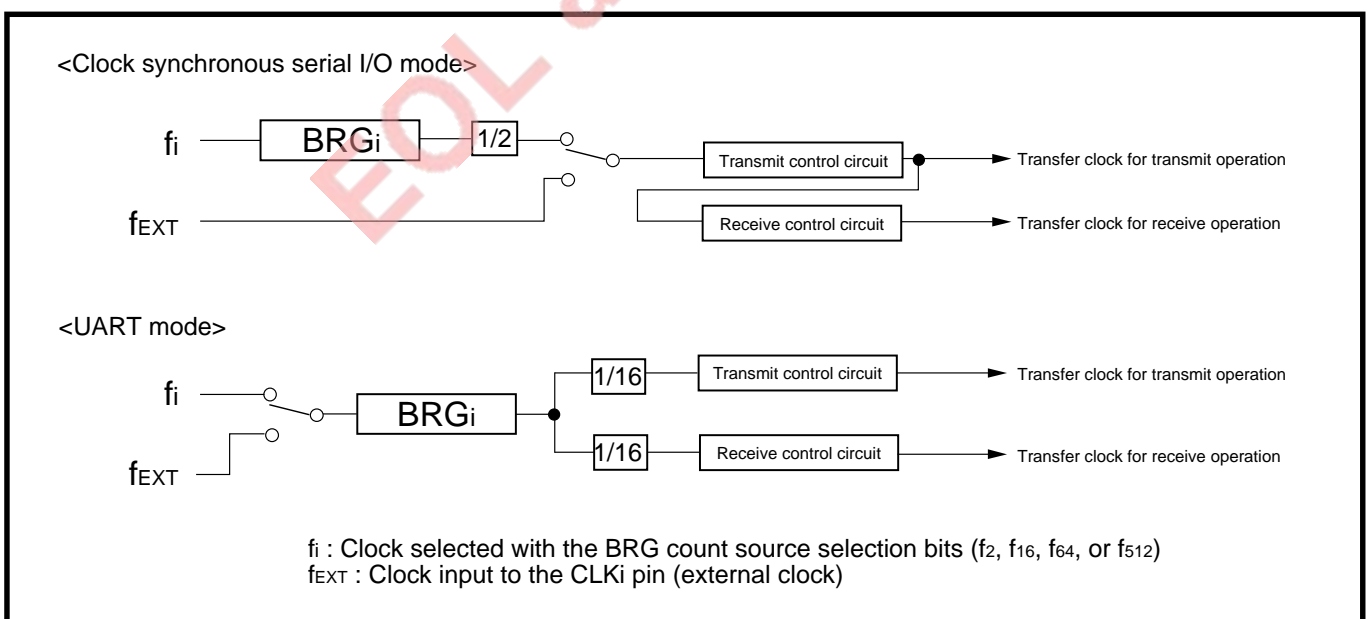 EOL a
<Clock synchronous serial I/O mode>
fi BRGi 1/2 Transmit control circuit Transfer clock for transmit operation
fEXT Receive control circuit Transfer clock for receive operation
<UART mode>
fi BRGi 1/16 Transmit control circuit Transfer clock for transmit operation
fEXT 1/16 Receive control circuit Transfer clock for receive operation
fi : Clock selected with the BRG count source selection bits (f2, f16, f64, or f512)
fEXT : Clock input to the CLKi pin (external clock)